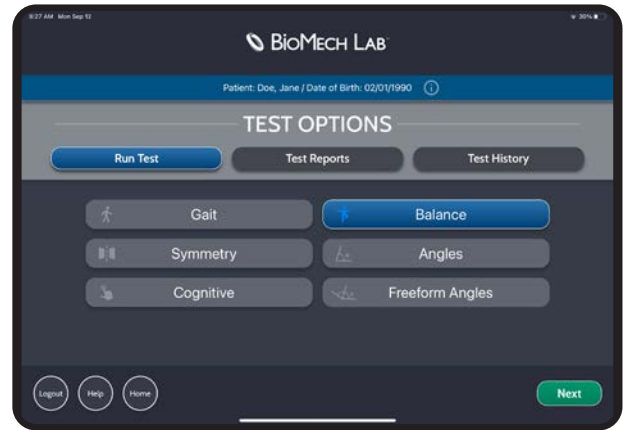 8:27 AM Mon Sep 12
30%
BIOMECH LAB
Patient: Doe, Jane / Date of Birth: 02/01/1990
TEST OPTIONS
Run Test Test Reports Test History
Gait Balance
Symmetry Angles
Cognitive Freeform Angles
Logout Help Home Next